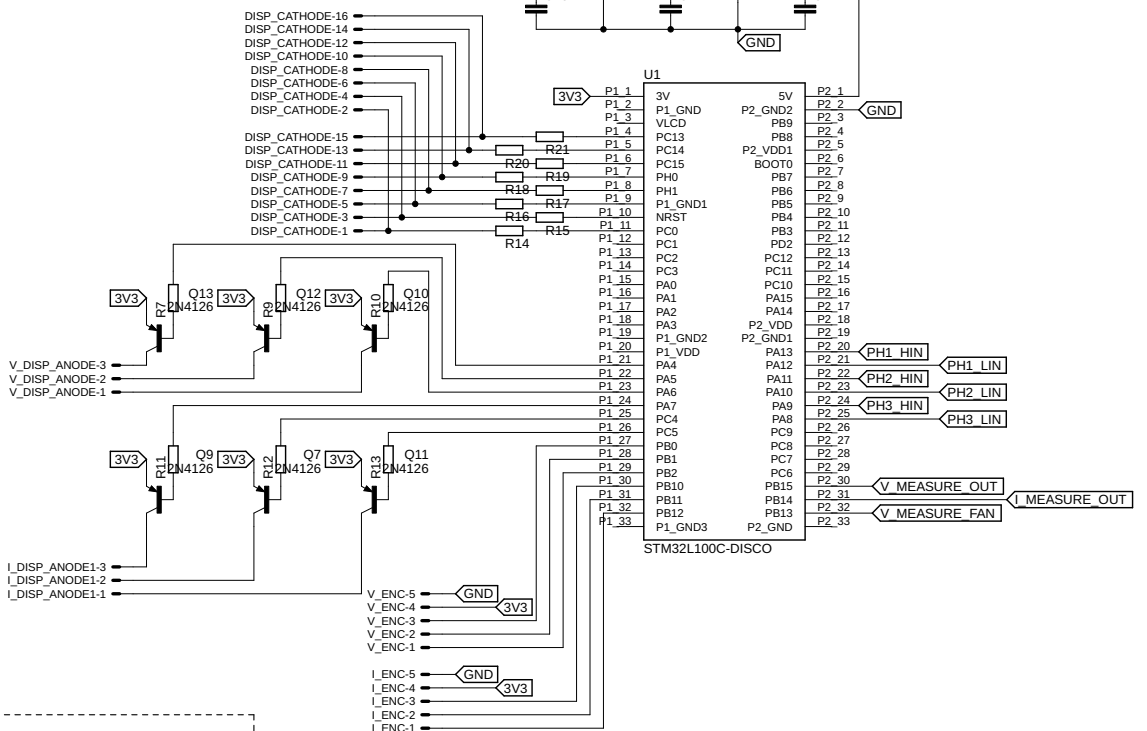 DISP_CATHODE-16
DISP_CATHODE-14
DISP_CATHODE-12
DISP_CATHODE-10
DISP_CATHODE-8
DISP_CATHODE-6
DISP_CATHODE-4
DISP_CATHODE-2
DISP_CATHODE-15
DISP_CATHODE-13
DISP_CATHODE-11
DISP_CATHODE-9
DISP_CATHODE-7
DISP_CATHODE-5
DISP_CATHODE-3
DISP_CATHODE-1
R21
R20
R19
R18
R17
R16
R15
R14
GND
U1
3V3
P1_1 3V 5V P2_1
P1_2 P1_GND P2_GND2 P2_2 GND
P1_3 VLCD PB9 P2_3
P1_4 PC13 PB8 P2_4
P1_5 PC14 P2_VDD1 P2_5
P1_6 PC15 BOOT0 P2_6
P1_7 PH0 PB7 P2_7
P1_8 PH1 PB6 P2_8
P1_9 P1_GND1 PB5 P2_9
P1_10 NRST PB4 P2_10
P1_11 PC0 PB3 P2_11
P1_12 PC1 PD2 P2_12
P1_13 PC2 PC12 P2_13
P1_14 PC3 PC11 P2_14
P1_15 PA0 PC10 P2_15
P1_16 PA1 PA15 P2_16
P1_17 PA2 PA14 P2_17
P1_18 PA3 P2_VDD P2_18
P1_19 P1_GND2 P2_GND1 P2_19
P1_20 P1_VDD PA13 P2_20 PH1_HIN
P1_21 PA4 PA12 P2_21 PH1_LIN
P1_22 PA5 PA11 P2_22 PH2_HIN
P1_23 PA6 PA10 P2_23 PH2_LIN
P1_24 PA7 PA9 P2_24 PH3_HIN
P1_25 PC4 PA8 P2_25 PH3_LIN
P1_26 PC5 PC9 P2_26
P1_27 PB0 PC8 P2_27
P1_28 PB1 PC7 P2_28
P1_29 PB2 PC6 P2_29
P1_30 PB10 PB15 P2_30 V_MEASURE_OUT
P1_31 PB11 PB14 P2_31 I_MEASURE_OUT
P1_32 PB12 PB13 P2_32 V_MEASURE_FAN
P1_33 P1_GND3 P2_GND P2_33
STM32L100C-DISCO
3V3 R7 Q13 2N4126
3V3 R9 Q12 2N4126
3V3 R10 Q10 2N4126
V_DISP_ANODE-3
V_DISP_ANODE-2
V_DISP_ANODE-1
3V3 R11 Q9 2N4126
3V3 R12 Q7 2N4126
3V3 R13 Q11 2N4126
I_DISP_ANODE1-3
I_DISP_ANODE1-2
I_DISP_ANODE1-1
V_ENC-5 GND
V_ENC-4 3V3
V_ENC-3
V_ENC-2
V_ENC-1
I_ENC-5 GND
I_ENC-4 3V3
I_ENC-3
I_ENC-2
I_ENC-1